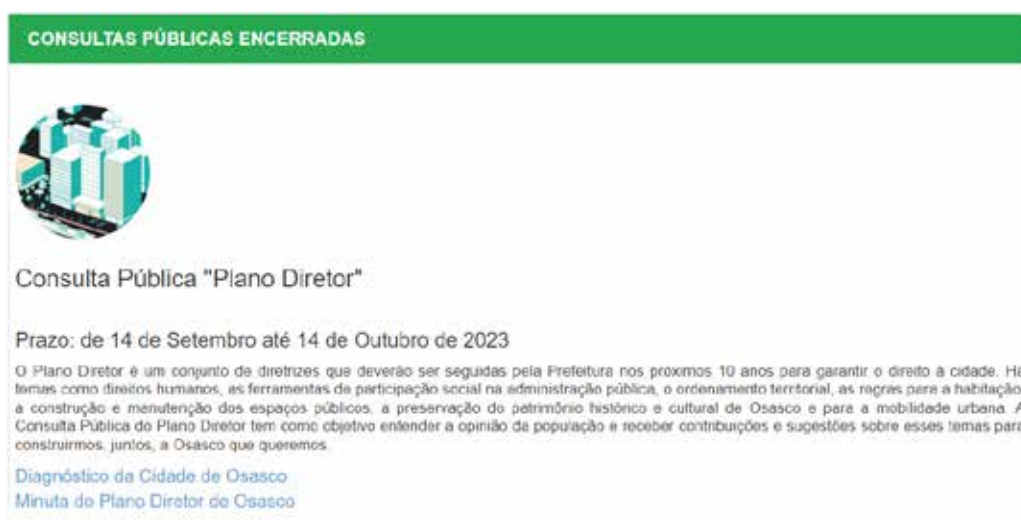 CONSULTAS PÚBLICAS ENCERRADAS
Consulta Pública "Plano Diretor"
Prazo: de 14 de Setembro até 14 de Outubro de 2023
O Plano Diretor é um conjunto de diretrizes que deverão ser seguidas pela Prefeitura nos próximos 10 anos para garantir o direito à cidade. Há
temas como direitos humanos, as ferramentas de participação social na administração pública, o ordenamento territorial, as regras para a habitação
a construção e manutenção dos espaços públicos, a preservação do patrimônio histórico e cultural de Osasco e para a mobilidade urbana. A
Consulta Pública do Plano Diretor tem como objetivo entender a opinião da população e receber contribuições e sugestões sobre esses temas para
construirmos, juntos, a Osasco que queremos.
Diagnóstico da Cidade de Osasco
Minuta do Plano Diretor de Osasco